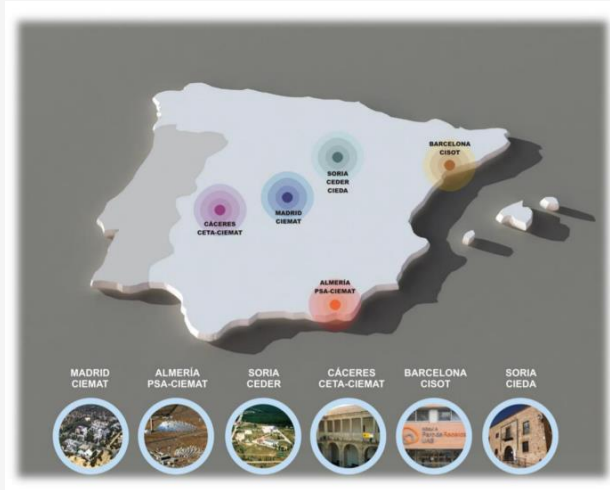 BARCELONA
CISOT
SORIA
CEDER
CIEDA
MADRID
CIEMAT
CÁCERES
CETA-CIEMAT
ALMERÍA
PSA-CIEMAT
MADRID
CIEMAT
ALMERÍA
PSA-CIEMAT
SORIA
CEDER
CÁCERES
CETA-CIEMAT
BARCELONA
CISOT
SORIA
CIEDA